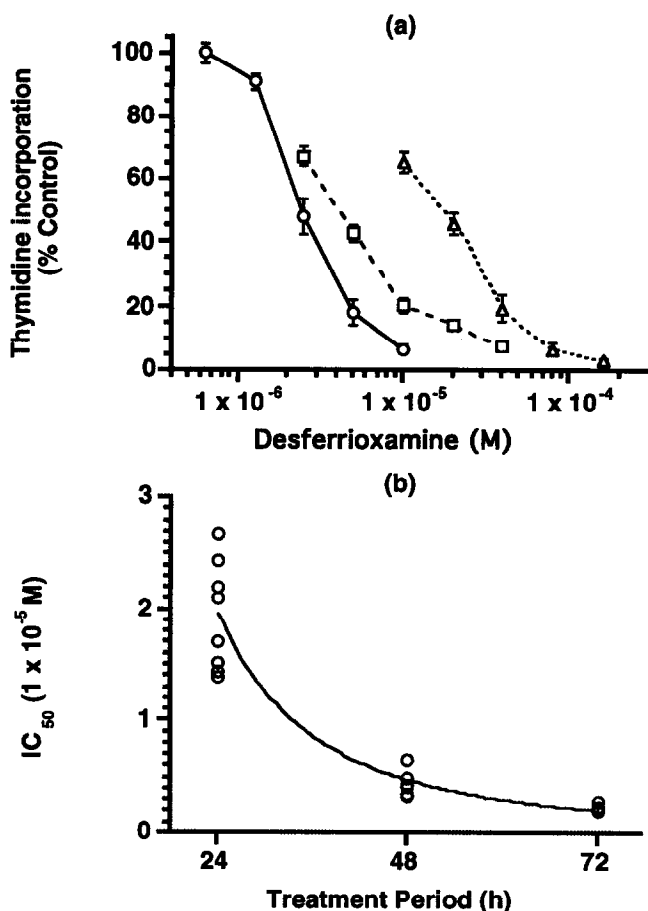 (a)
Thymidine incorporation
(% Control)
100
80
60
40
20
0
1 x 10⁻⁶
1 x 10⁻⁵
1 x 10⁻⁴
Desferrioxamine (M)
(b)
IC₅₀ (1 x 10⁻⁵ M)
3
2
1
0
24
48
72
Treatment Period (h)